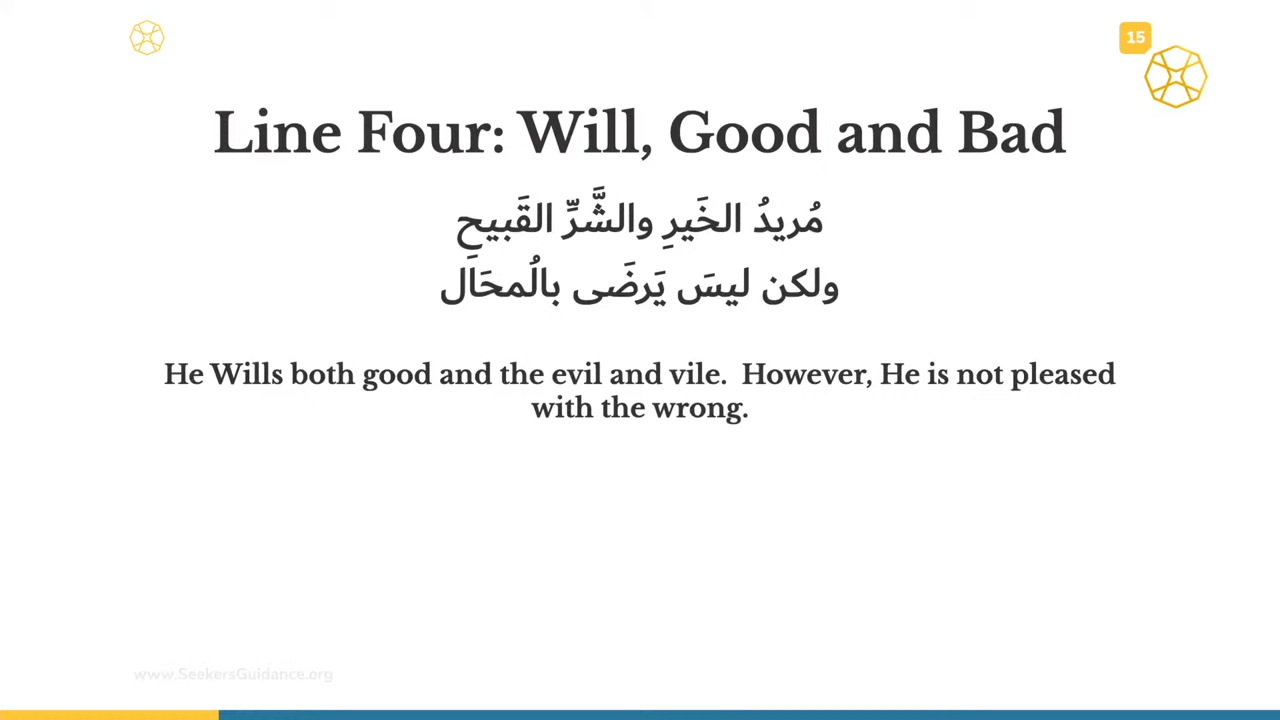 15
Line Four: Will, Good and Bad
مُريدُ الخَيرِ والشَّرِّ القَبيحِ
ولكن ليسَ يَرضَى بالُمحَال
He Wills both good and the evil and vile.  However, He is not pleased
with the wrong.
www.SeekersGuidance.org